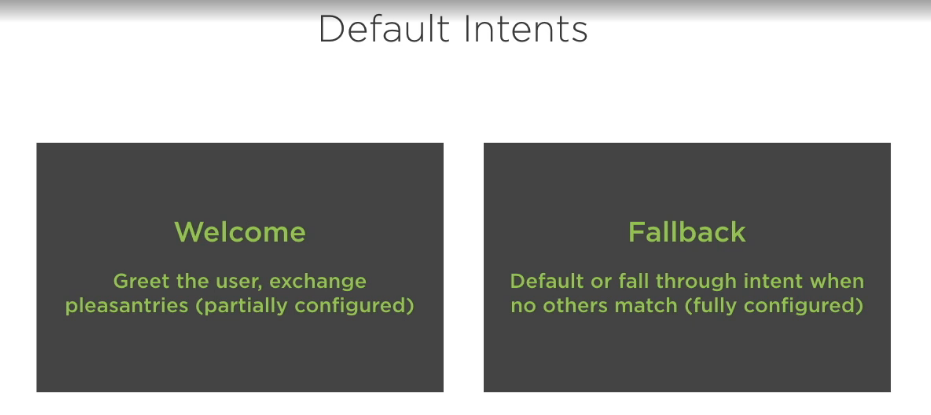 Default Intents
Welcome
Greet the user, exchange
pleasantries (partially configured)
Fallback
Default or fall through intent when
no others match (fully configured)